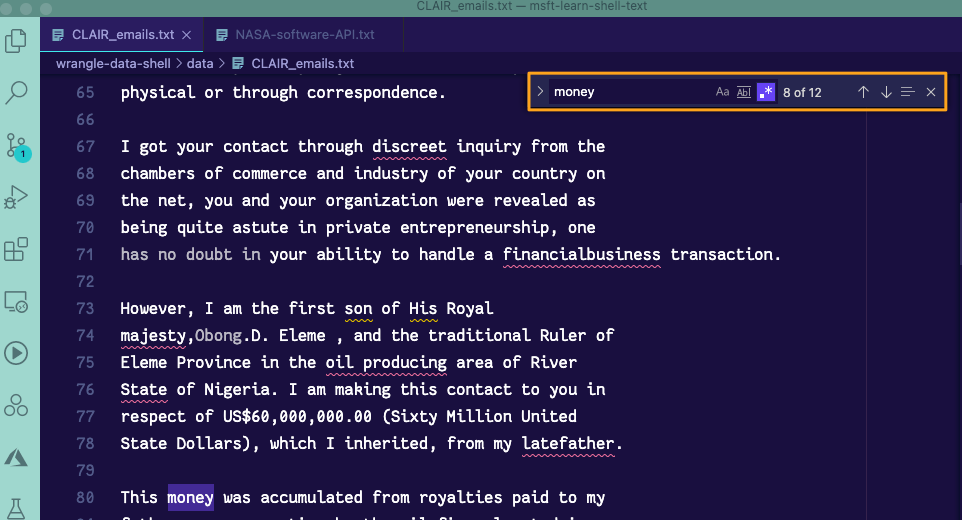 CLAIR_emails.txt — msft-learn-shell-text
CLAIR_emails.txt NASA-software-API.txt
wrangle-data-shell > data > CLAIR_emails.txt
money Aa Abl .* 8 of 12
65 physical or through correspondence.
66
67 I got your contact through discreet inquiry from the
68 chambers of commerce and industry of your country on
69 the net, you and your organization were revealed as
70 being quite astute in private entrepreneurship, one
71 has no doubt in your ability to handle a financialbusiness transaction.
72
73 However, I am the first son of His Royal
74 majesty,Obong.D. Eleme , and the traditional Ruler of
75 Eleme Province in the oil producing area of River
76 State of Nigeria. I am making this contact to you in
77 respect of US$60,000,000.00 (Sixty Million United
78 State Dollars), which I inherited, from my latefather.
79
80 This money was accumulated from royalties paid to my
1